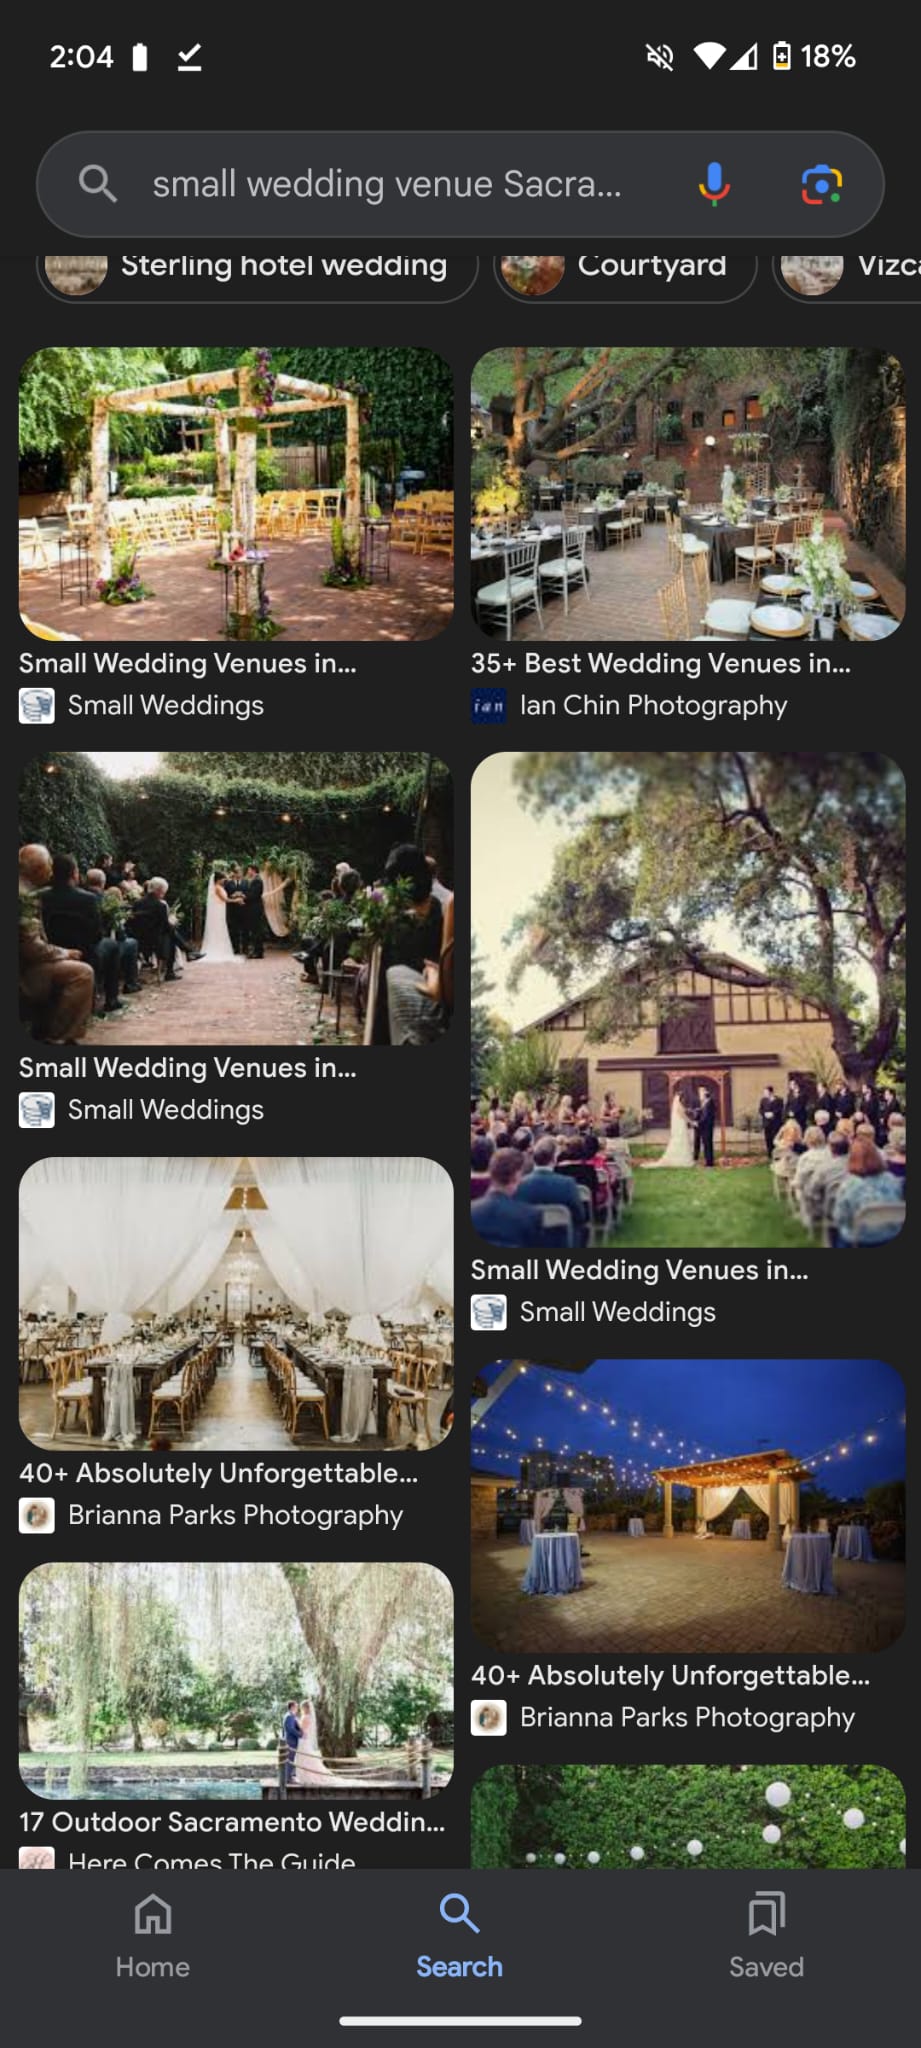 2:04
18%
small wedding venue Sacra...
Sterling hotel wedding
Courtyard
Vizc
Small Wedding Venues in...
Small Weddings
35+ Best Wedding Venues in...
ian
Ian Chin Photography
Small Wedding Venues in...
Small Weddings
Small Wedding Venues in...
Small Weddings
40+ Absolutely Unforgettable...
Brianna Parks Photography
40+ Absolutely Unforgettable...
Brianna Parks Photography
17 Outdoor Sacramento Weddin...
Here Comes The Guide
Home
Search
Saved